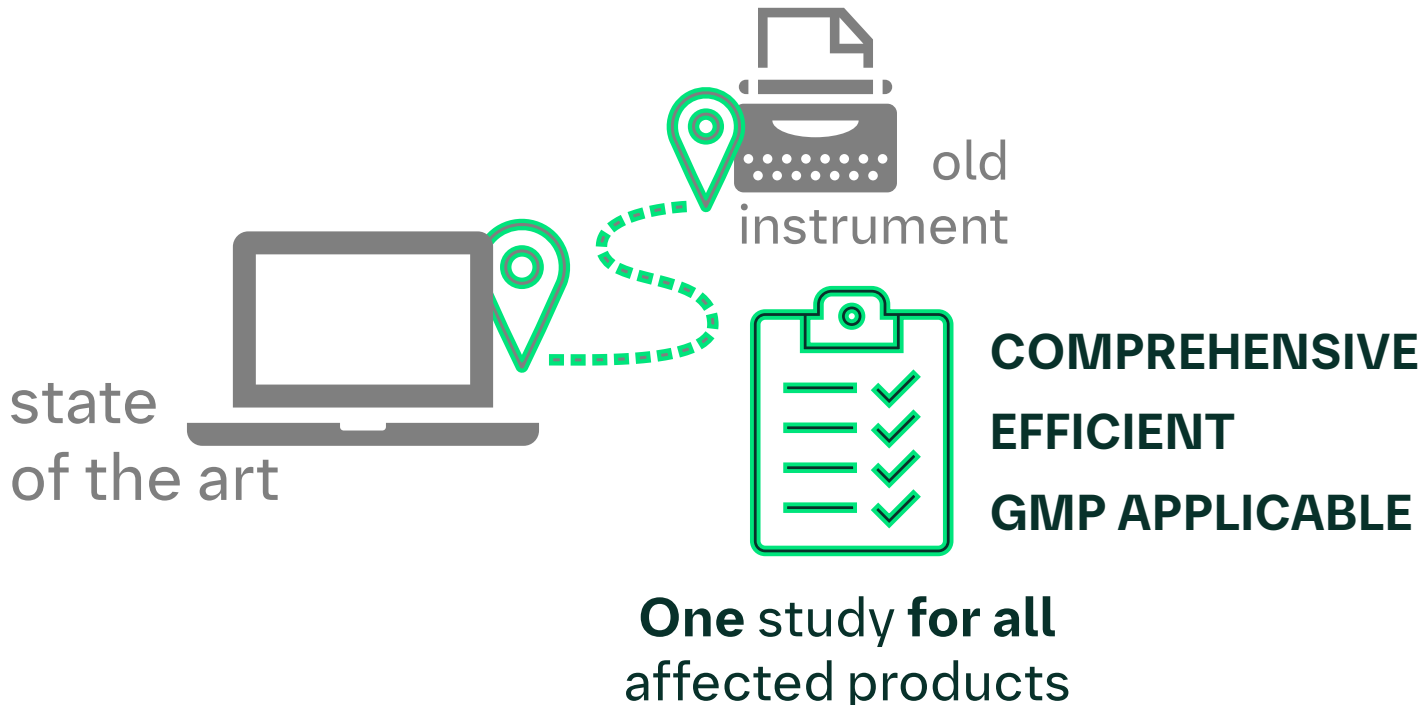 old
instrument
state
of the art
COMPREHENSIVE
EFFICIENT
GMP APPLICABLE
One study for all
affected products